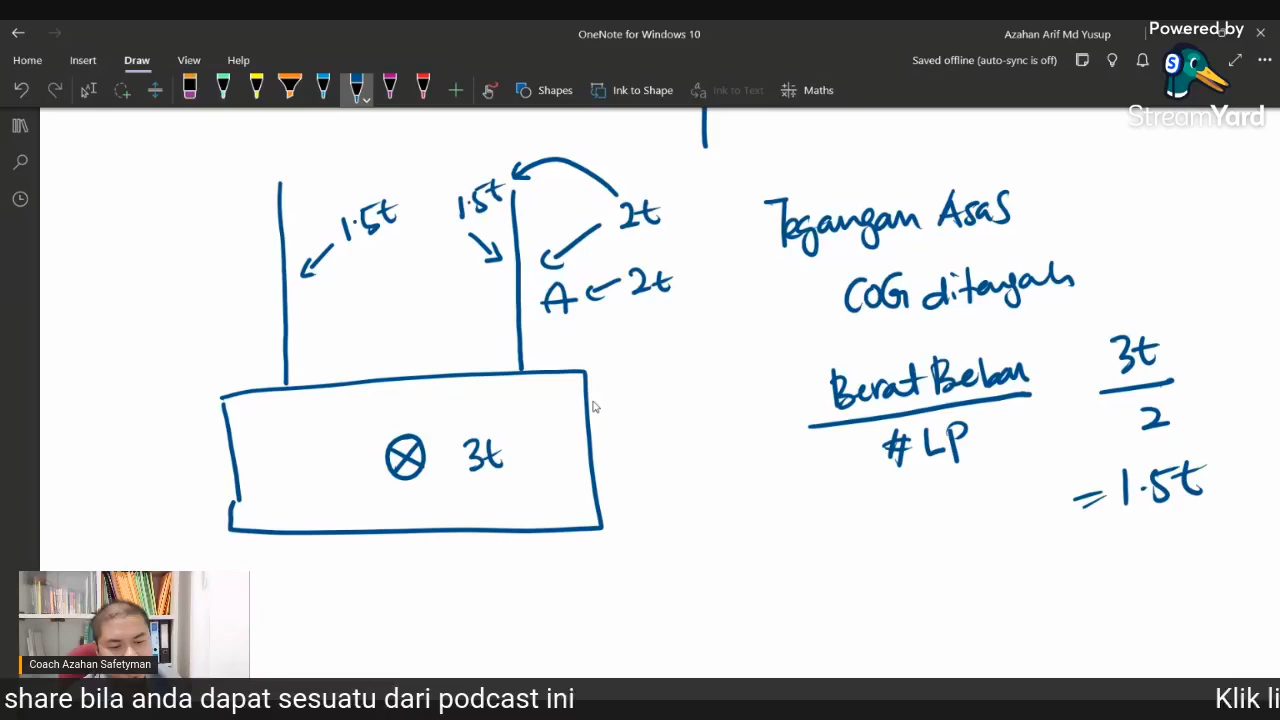 Powered by
StreamYard
OneNote for Windows 10
Azahan Arif Md Yusup
Home Insert Draw View Help
Saved offline (auto-sync is off)
Shapes Ink to Shape Ink to Text Maths
1.5t
1.5t
2t
A
2t
3t
Tegangan Asas
COG ditengah
Berat Beban
# LP
3t
2
= 1.5t
Coach Azahan Safetyman
share bila anda dapat sesuatu dari podcast ini
Klik li